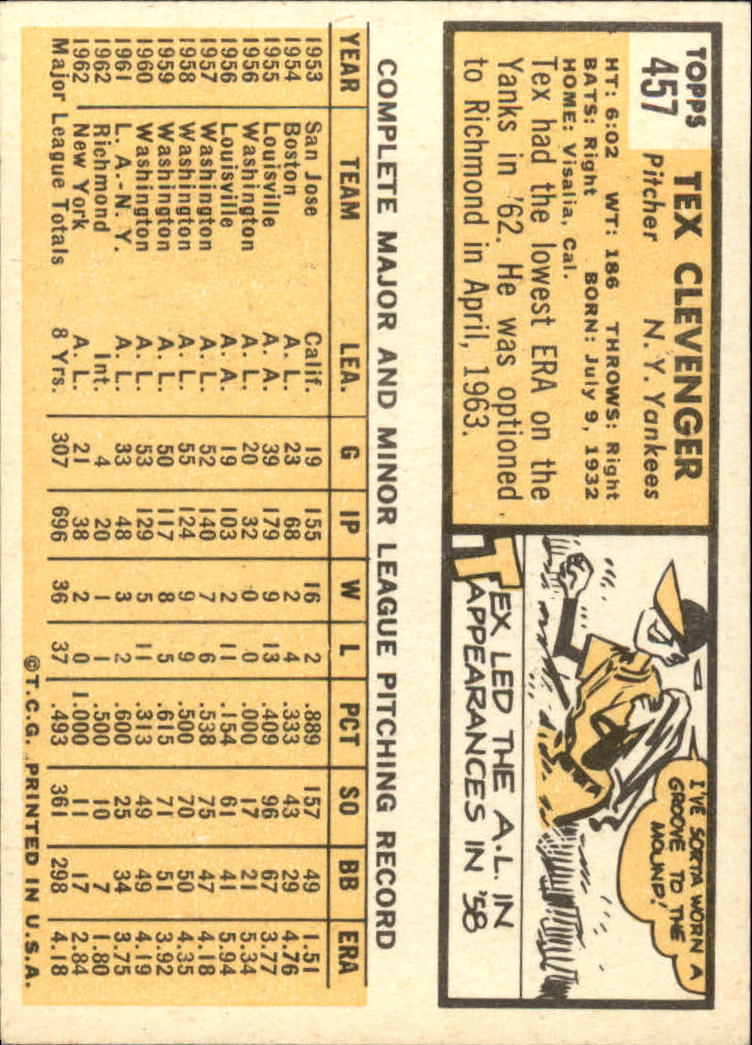 TOPPS
457
TEX CLEVENGER
Pitcher N. Y. Yankees
HT: 6:02 WT: 186 THROWS: Right
BATS: Right BORN: July 9, 1932
HOME: Visalia, Cal.
Tex had the lowest ERA on the
Yanks in '62. He was optioned
to Richmond in April, 1963.
I'VE SORTA WORN A
GROOVE TO THE
MOUND!
TEX LED THE A.L. IN
APPEARANCES IN '58
COMPLETE MAJOR AND MINOR LEAGUE PITCHING RECORD
YEAR TEAM LEA. G IP W L PCT SO BB ERA
1953 San Jose Calif. 19 155 16 2 .889 157 49 1.51
1954 Boston A. L. 23 68 2 4 .333 43 29 4.76
1955 Louisville A. A. 39 179 9 13 .409 96 67 3.77
1956 Washington A. L. 20 32 0 0 .000 17 21 5.34
1956 Louisville A. A. 19 103 2 11 .154 61 41 5.94
1957 Washington A. L. 52 140 7 6 .538 75 47 4.18
1958 Washington A. L. 55 124 9 9 .500 70 50 4.35
1959 Washington A. L. 50 117 8 5 .615 71 51 3.92
1960 Washington A. L. 53 129 5 11 .313 49 49 4.19
1961 L. A.-N. Y. A. L. 33 48 3 2 .600 25 34 3.75
1962 Richmond Int. 4 20 1 1 .500 10 7 1.80
1962 New York A. L. 21 38 2 0 1.000 11 17 2.84
Major League Totals 8 Yrs. 307 696 36 37 .493 361 298 4.18
© T.C.G. PRINTED IN U.S.A.